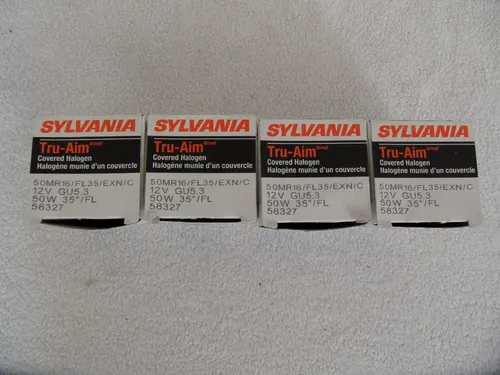 SYLVANIA
Tru-Aim Brand
Covered Halogen
Halogène munie d'un couvercle
50MR16/FL35/EXN/C
12V GU5.3
50W 35°/FL
58327
SYLVANIA
Tru-Aim Brand
Covered Halogen
Halogène munie d'un couvercle
50MR16/FL35/EXN/C
12V GU5.3
50W 35°/FL
58327
SYLVANIA
Tru-Aim Brand
Covered Halogen
Halogène munie d'un couvercle
50MR16/FL35/EXN/C
12V GU5.3
50W 35°/FL
58327
SYLVANIA
Tru-Aim Brand
Covered Halogen
Halogène munie d'un couvercle
50MR16/FL35/EXN/C
12V GU5.3
50W 35°/FL
58327